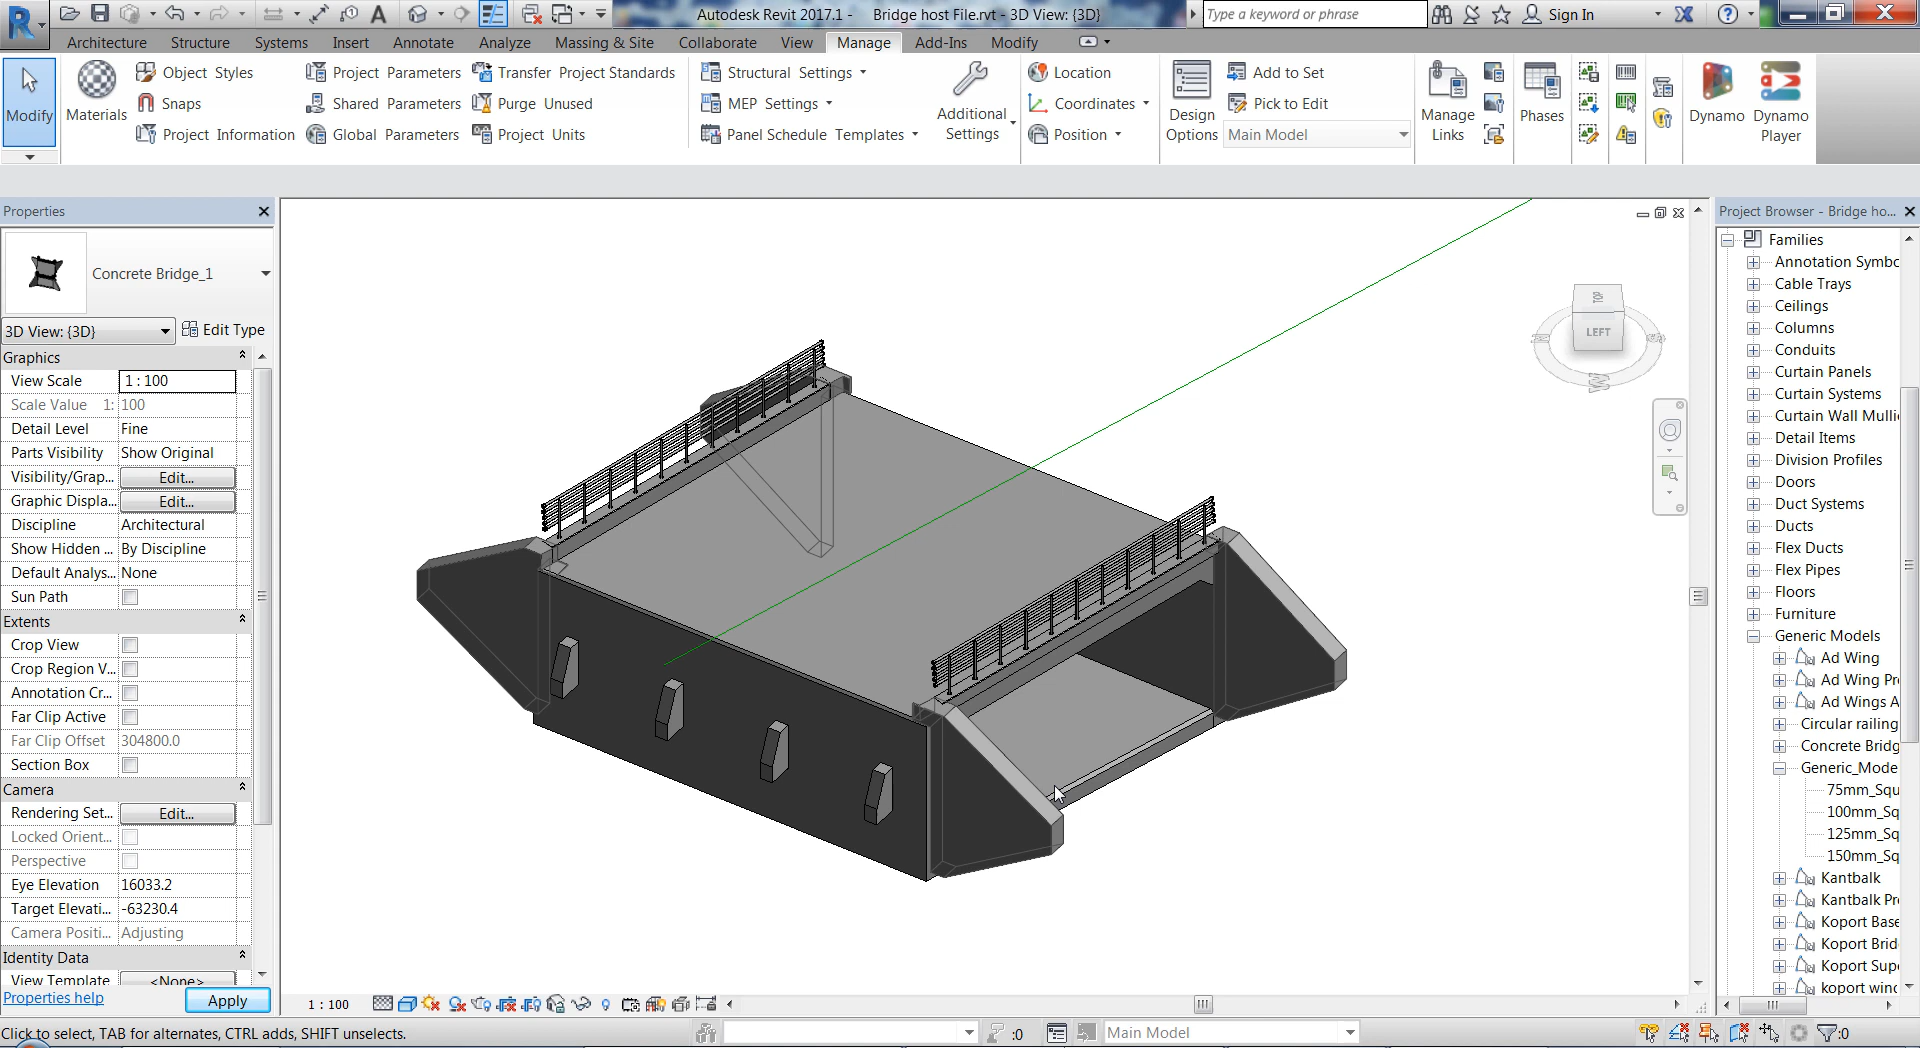 Autodesk Revit 2017.1 - Bridge host File.rvt - 3D View: {3D}
Type a keyword or phrase
Sign In
Architecture Structure Systems Insert Annotate Analyze Massing & Site Collaborate View Manage Add-Ins Modify
Modify
Materials
Object Styles
Snaps
Project Information
Project Parameters
Shared Parameters
Global Parameters
Transfer Project Standards
Purge Unused
Project Units
Structural Settings
MEP Settings
Panel Schedule Templates
Additional
Settings
Location
Coordinates
Position
Design
Options
Add to Set
Pick to Edit
Main Model
Manage
Links
Phases
Dynamo
Dynamo
Player
Properties
Concrete Bridge_1
3D View: {3D}
Edit Type
Graphics
View Scale 1 : 100
Scale Value 1: 100
Detail Level Fine
Parts Visibility Show Original
Visibility/Grap... Edit...
Graphic Displa... Edit...
Discipline Architectural
Show Hidden ... By Discipline
Default Analys... None
Sun Path
Extents
Crop View
Crop Region V...
Annotation Cr...
Far Clip Active
Far Clip Offset 304800.0
Section Box
Camera
Rendering Set... Edit...
Locked Orient...
Perspective
Eye Elevation 16033.2
Target Elevati... -63230.4
Camera Positi... Adjusting
Identity Data
View Template <None>
Properties help
Apply
TOP
LEFT
W
1 : 100
Project Browser - Bridge ho...
Families
Annotation Symbo
Cable Trays
Ceilings
Columns
Conduits
Curtain Panels
Curtain Systems
Curtain Wall Mulli
Detail Items
Division Profiles
Doors
Duct Systems
Ducts
Flex Ducts
Flex Pipes
Floors
Furniture
Generic Models
Ad Wing
Ad Wing Pr
Ad Wings A
Circular railing
Concrete Bridg
Generic_Mode
75mm_Squ
100mm_Sq
125mm_Sq
150mm_Sq
Kantbalk
Kantbalk Pr
Koport Base
Koport Brid
Koport Sup
koport wing
Click to select, TAB for alternates, CTRL adds, SHIFT unselects.
:0
Main Model
:0